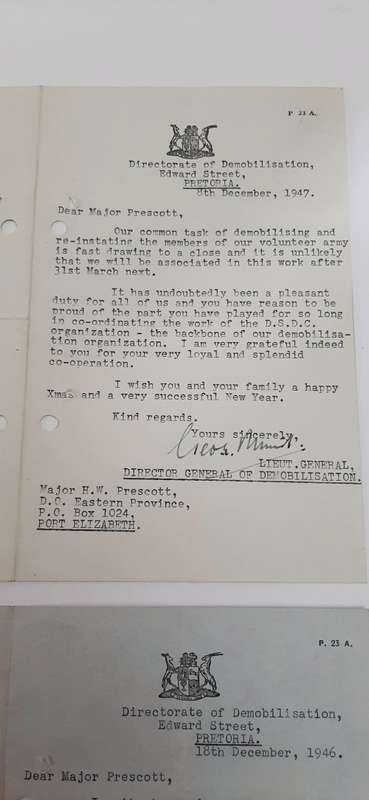 P 23 A.
Directorate of Demobilisation,
Edward Street,
PRETORIA.
8th December, 1947.
Dear Major Prescott,
Our common task of demobilising and
re-instating the members of our volunteer army
is fast drawing to a close and it is unlikely
that we will be associated in this work after
31st March next.
It has undoubtedly been a pleasant
duty for all of us and you have reason to be
proud of the part you have played for so long
in co-ordinating the work of the D.S.D.C.
organization - the backbone of our demobilisa-
tion organization. I am very grateful indeed
to you for your very loyal and splendid
co-operation.
I wish you and your family a happy
Xmas and a very successful New Year.
Kind regards.
Yours sincerely,
LIEUT.GENERAL,
DIRECTOR GENERAL OF DEMOBILISATION.
Major H.W. Prescott,
D.C. Eastern Province,
P.O. Box 1024,
PORT ELIZABETH.
P. 23 A.
Directorate of Demobilisation,
Edward Street,
PRETORIA.
18th December, 1946.
Dear Major Prescott,